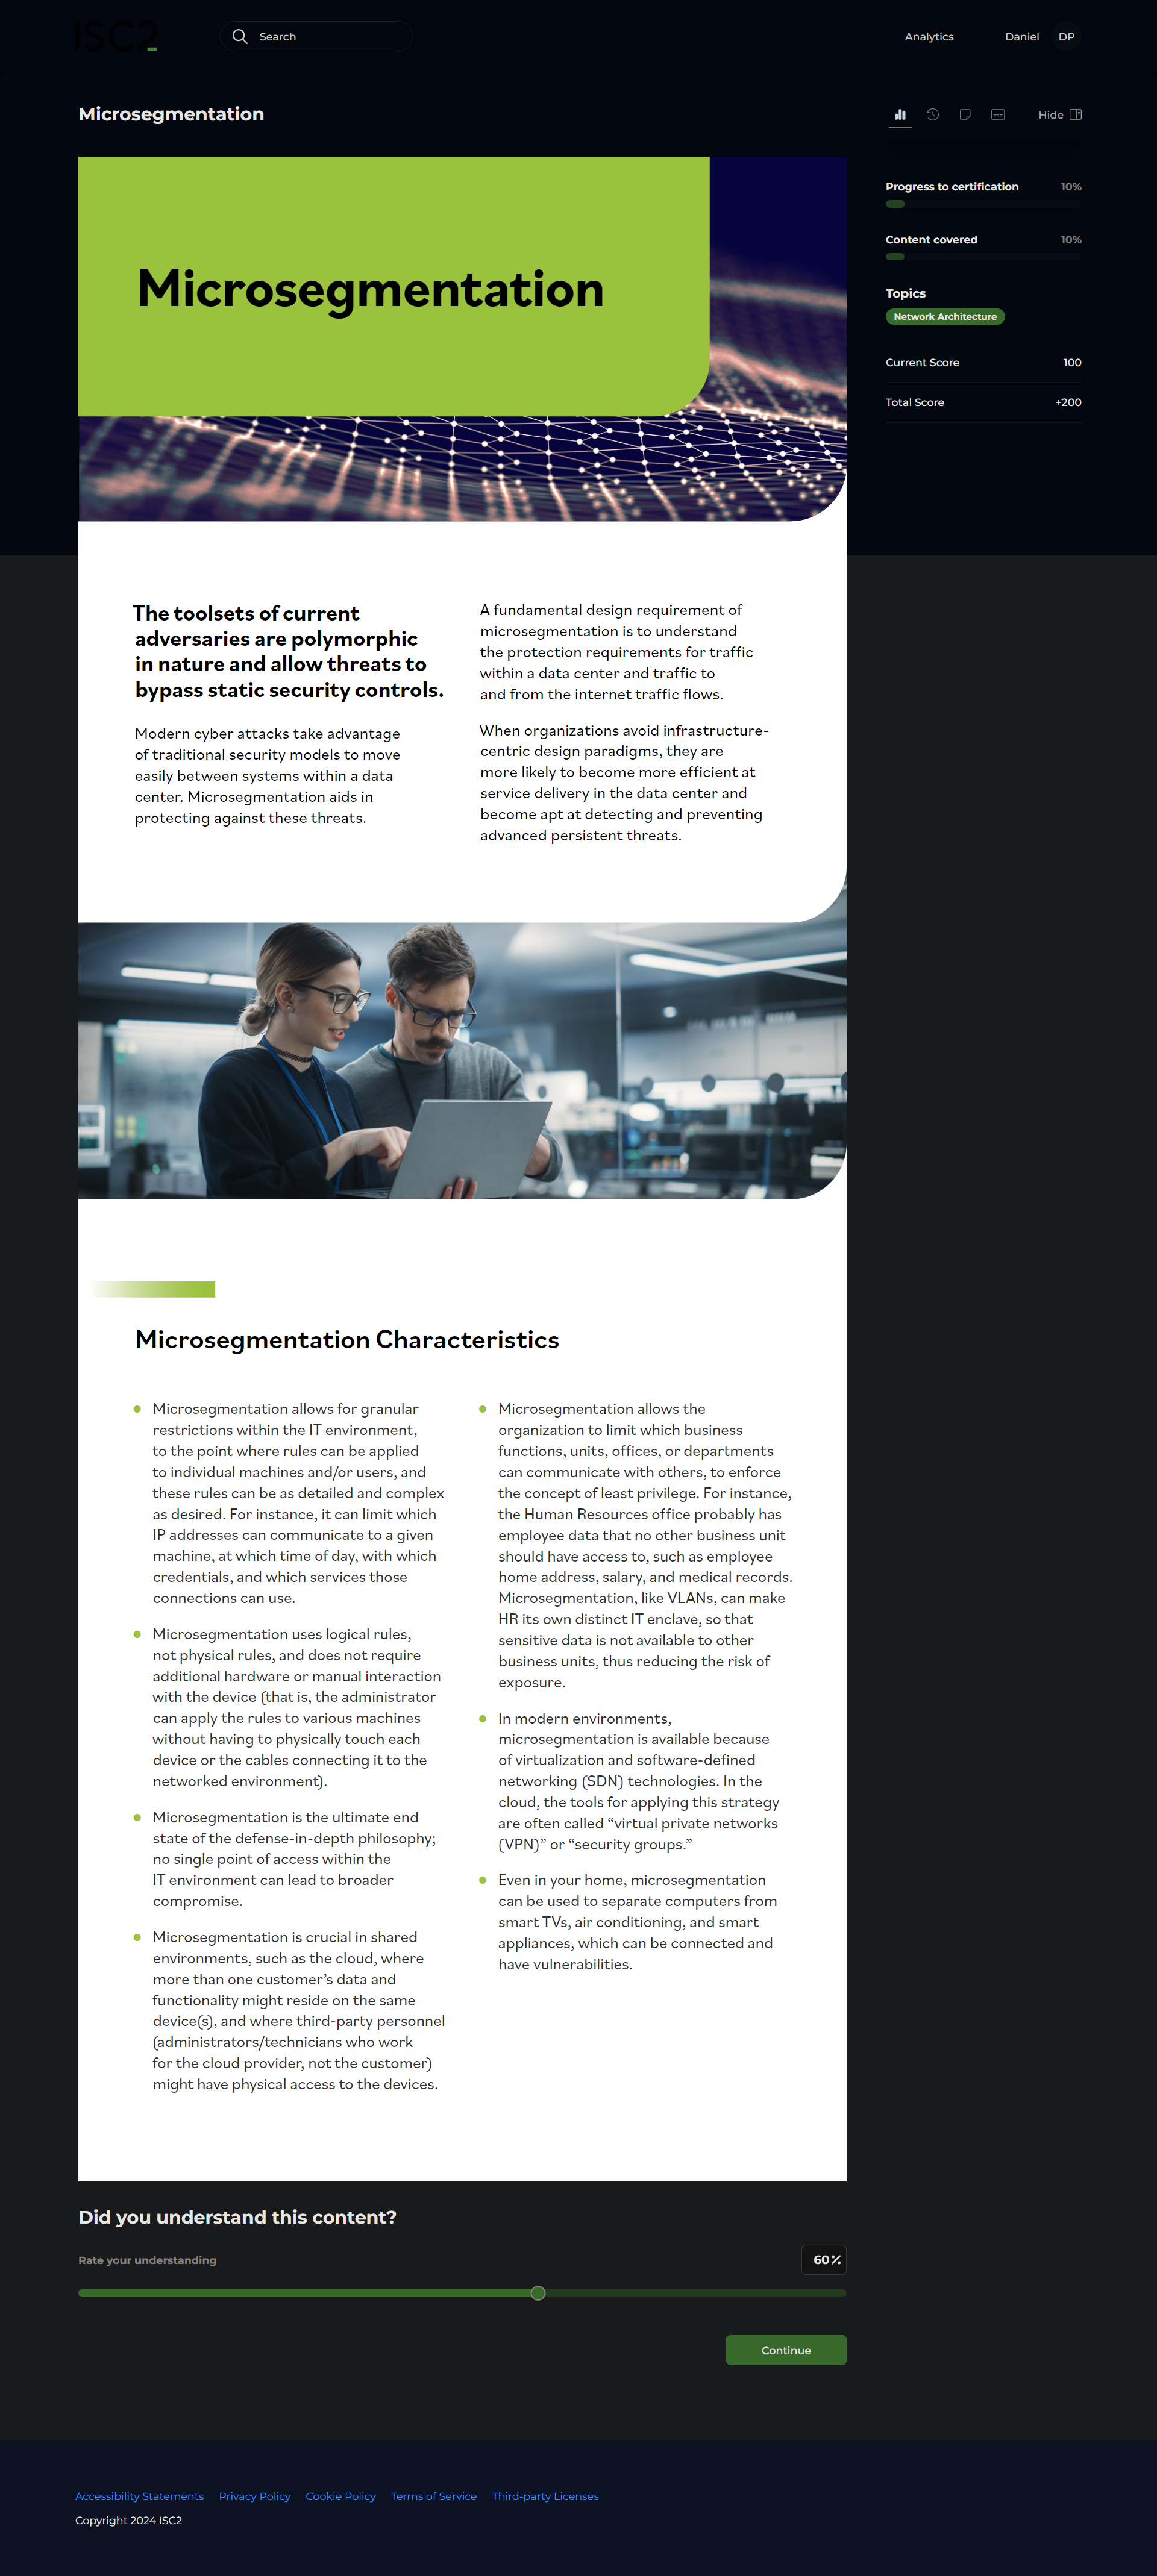 ISC2
Search
Analytics
Daniel
DP
Microsegmentation
Hide
Progress to certification
10%
Content covered
10%
Topics
Network Architecture
Current Score
100
Total Score
+200
Microsegmentation
The toolsets of current
adversaries are polymorphic
in nature and allow threats to
bypass static security controls.
Modern cyber attacks take advantage
of traditional security models to move
easily between systems within a data
center. Microsegmentation aids in
protecting against these threats.
A fundamental design requirement of
microsegmentation is to understand
the protection requirements for traffic
within a data center and traffic to
and from the internet traffic flows.
When organizations avoid infrastructure-
centric design paradigms, they are
more likely to become more efficient at
service delivery in the data center and
become apt at detecting and preventing
advanced persistent threats.
Microsegmentation Characteristics
Microsegmentation allows for granular
restrictions within the IT environment,
to the point where rules can be applied
to individual machines and/or users, and
these rules can be as detailed and complex
as desired. For instance, it can limit which
IP addresses can communicate to a given
machine, at which time of day, with which
credentials, and which services those
connections can use.
Microsegmentation uses logical rules,
not physical rules, and does not require
additional hardware or manual interaction
with the device (that is, the administrator
can apply the rules to various machines
without having to physically touch each
device or the cables connecting it to the
networked environment).
Microsegmentation is the ultimate end
state of the defense-in-depth philosophy;
no single point of access within the
IT environment can lead to broader
compromise.
Microsegmentation is crucial in shared
environments, such as the cloud, where
more than one customer’s data and
functionality might reside on the same
device(s), and where third-party personnel
(administrators/technicians who work
for the cloud provider, not the customer)
might have physical access to the devices.
Microsegmentation allows the
organization to limit which business
functions, units, offices, or departments
can communicate with others, to enforce
the concept of least privilege. For instance,
the Human Resources office probably has
employee data that no other business unit
should have access to, such as employee
home address, salary, and medical records.
Microsegmentation, like VLANs, can make
HR its own distinct IT enclave, so that
sensitive data is not available to other
business units, thus reducing the risk of
exposure.
In modern environments,
microsegmentation is available because
of virtualization and software-defined
networking (SDN) technologies. In the
cloud, the tools for applying this strategy
are often called “virtual private networks
(VPN)” or “security groups.”
Even in your home, microsegmentation
can be used to separate computers from
smart TVs, air conditioning, and smart
appliances, which can be connected and
have vulnerabilities.
Did you understand this content?
Rate your understanding
60%
Continue
Accessibility Statements
Privacy Policy
Cookie Policy
Terms of Service
Third-party Licenses
Copyright 2024 ISC2